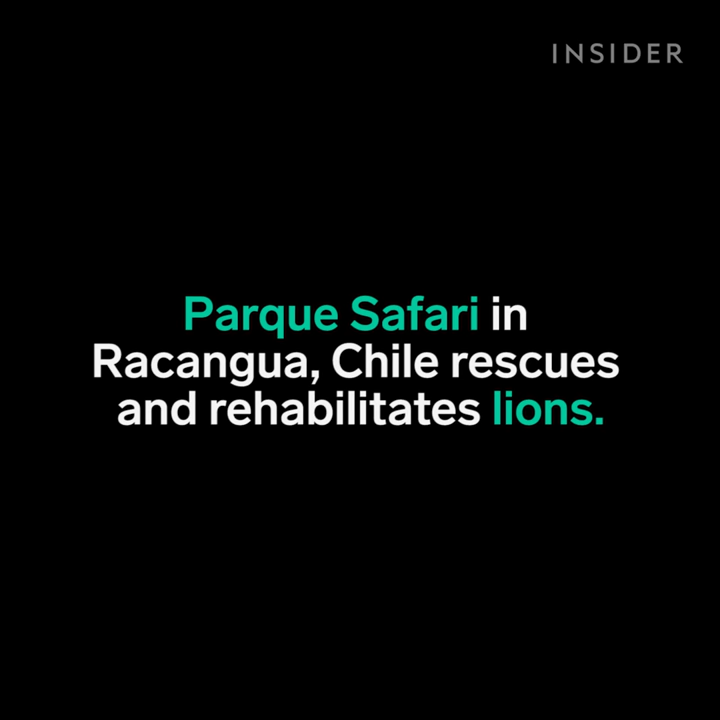 INSIDER
Parque Safari in
Racangua, Chile rescues
and rehabilitates lions.